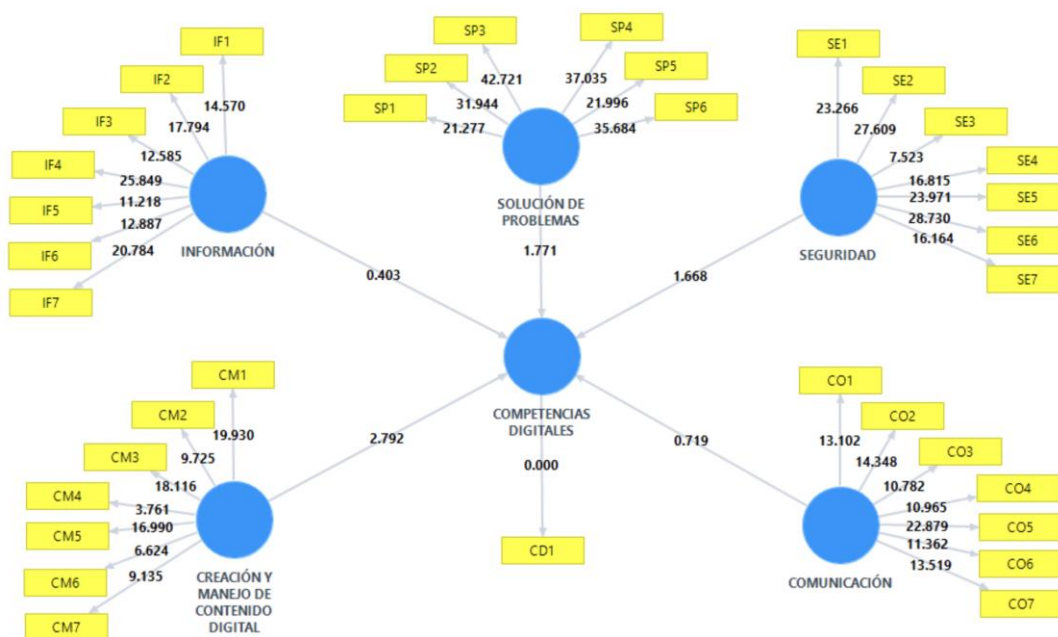 IF1
IF2
IF3
IF4
IF5
IF6
IF7
14.570
17.794
12.585
25.849
11.218
12.887
20.784
INFORMACIÓN
0.403
SP1
SP2
SP3
SP4
SP5
SP6
21.277
31.944
42.721
37.035
21.996
35.684
SOLUCIÓN DE
PROBLEMAS
1.771
SE1
SE2
SE3
SE4
SE5
SE6
SE7
23.266
27.609
7.523
16.815
23.971
28.730
16.164
SEGURIDAD
1.668
CM1
CM2
CM3
CM4
CM5
CM6
CM7
19.930
9.725
18.116
3.761
16.990
6.624
9.135
CREACIÓN Y
MANEJO DE
CONTENIDO
DIGITAL
2.792
COMPETENCIAS
DIGITALES
0.000
CD1
0.719
CO1
CO2
CO3
CO4
CO5
CO6
CO7
13.102
14.348
10.782
10.965
22.879
11.362
13.519
COMUNICACIÓN